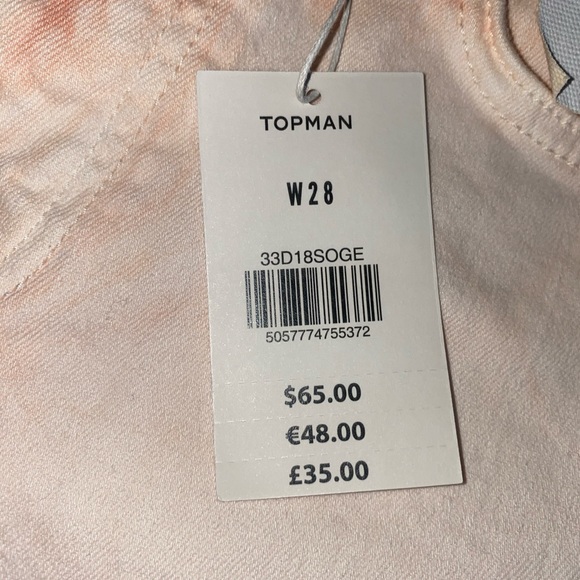 TOPMAN
W28
33D18SOGE
5057774755372
$65.00
€48.00
£35.00